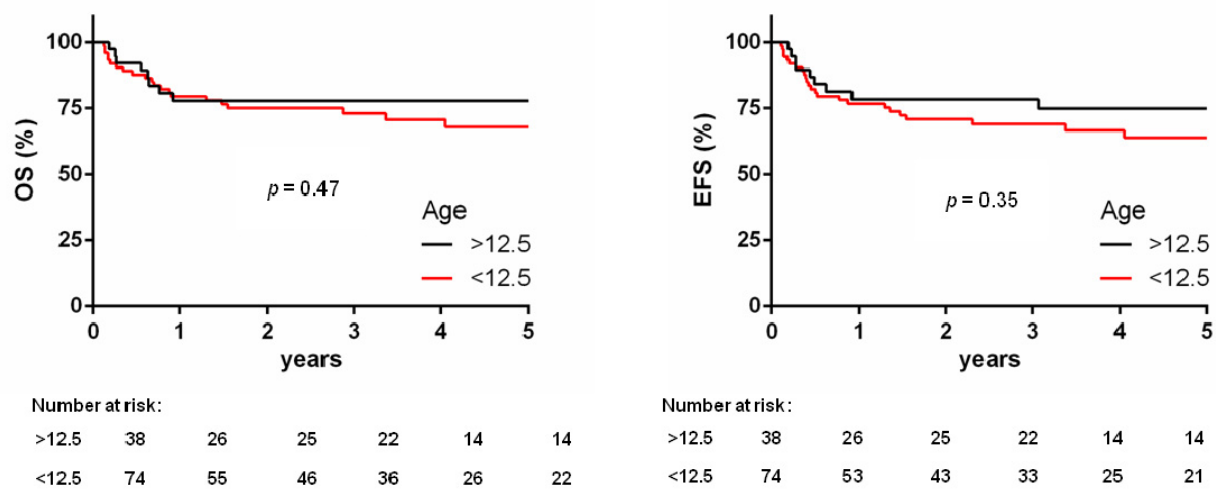 100
75
50
25
0
OS (%)
p = 0.47
Age
>12.5
<12.5
0 1 2 3 4 5
years
Number at risk:
>12.5 38 26 25 22 14 14
<12.5 74 55 46 36 26 22
100
75
50
25
0
EFS (%)
p = 0.35
Age
>12.5
<12.5
0 1 2 3 4 5
years
Number at risk:
>12.5 38 26 25 22 14 14
<12.5 74 53 43 33 25 21